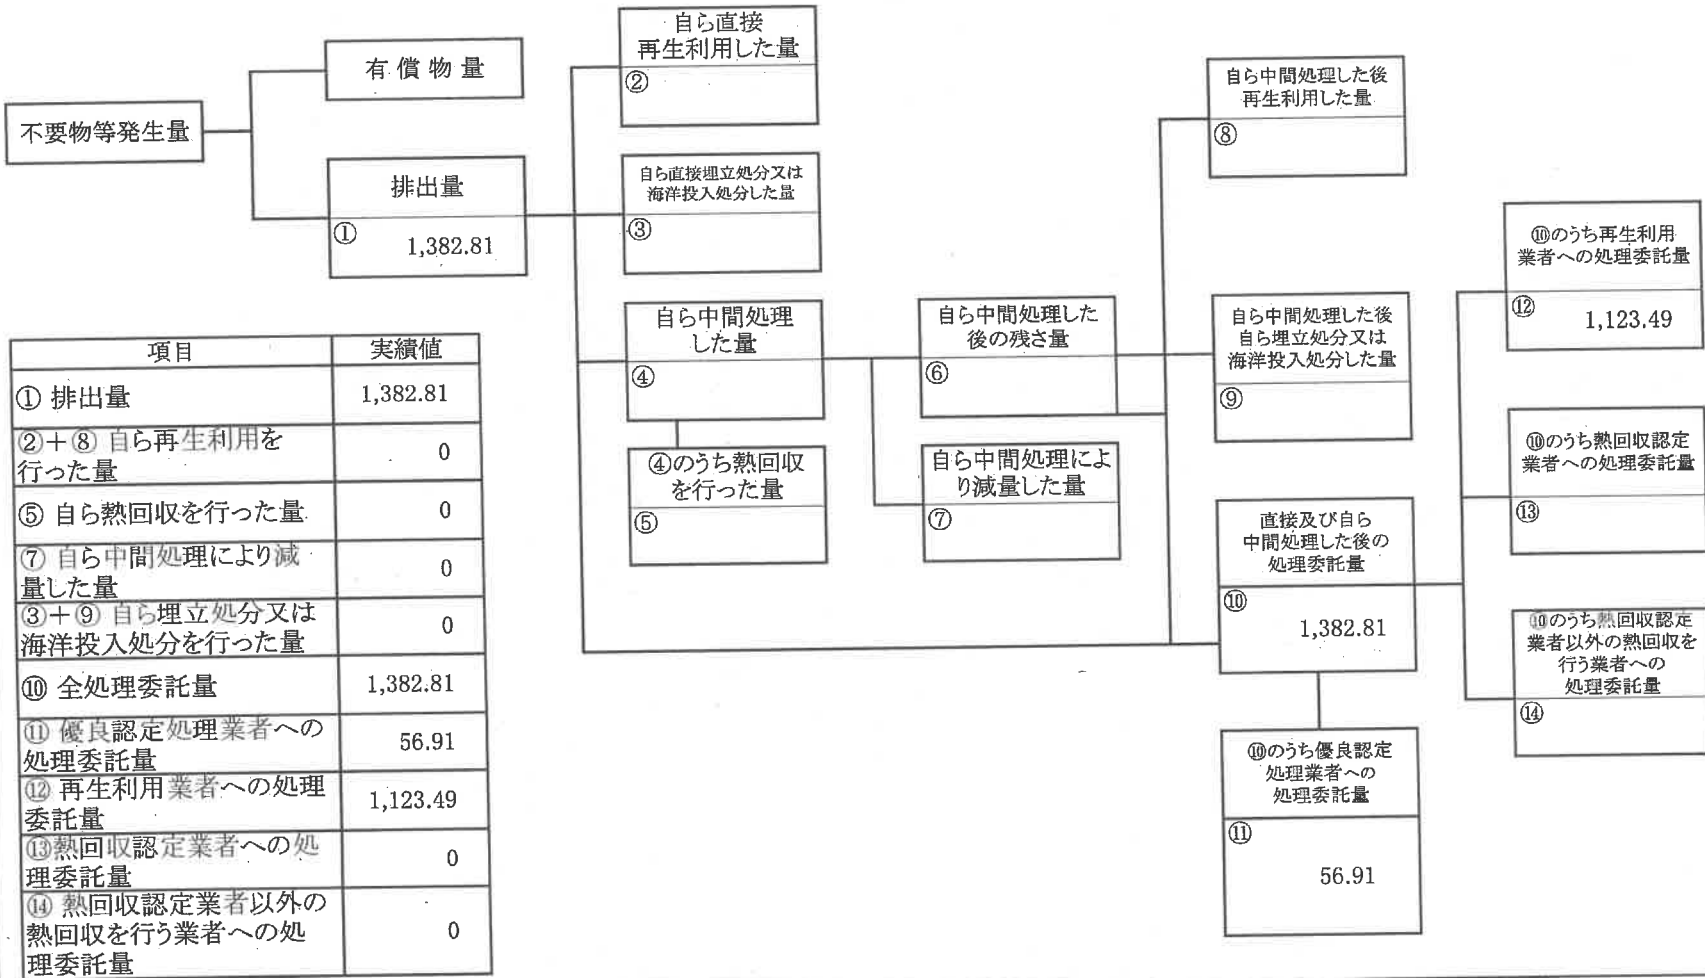 不要物等発生量
有償物量
排出量
①
1,382.81
自ら直接
再生利用した量
②
自ら直接埋立処分又は
海洋投入処分した量
③
自ら中間処理
した量
④
④のうち熱回収
を行った量
⑤
自ら中間処理した
後の残さ量
⑥
自ら中間処理によ
り減量した量
⑦
自ら中間処理した後
再生利用した量
⑧
自ら中間処理した後
自ら埋立処分又は
海洋投入処分した量
⑨
直接及び自ら
中間処理した後の
処理委託量
⑩
1,382.81
⑩のうち優良認定
処理業者への
処理委託量
⑪
56.91
⑩のうち再生利用
業者への処理委託量
⑫
1,123.49
⑩のうち熱回収認定
業者への処理委託量
⑬
⑩のうち熱回収認定
業者以外の熱回収を
行う業者への
処理委託量
⑭
項目 実績値
① 排出量 1,382.81
②+⑧ 自ら再生利用を
行った量 0
⑤ 自ら熱回収を行った量 0
⑦ 自ら中間処理により減
量した量 0
③+⑨ 自ら埋立処分又は
海洋投入処分を行った量 0
⑩ 全処理委託量 1,382.81
⑪ 優良認定処理業者への
処理委託量 56.91
⑫ 再生利用業者への処理
委託量 1,123.49
⑬熱回収認定業者への処
理委託量 0
⑭ 熱回収認定業者以外の
熱回収を行う業者への処
理委託量 0